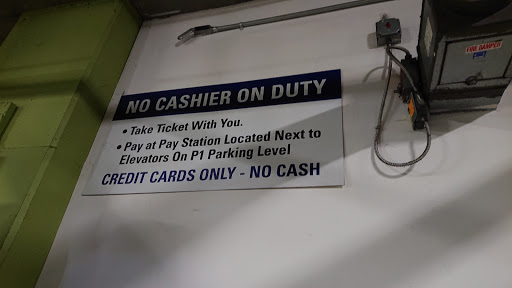 NO CASHIER ON DUTY
• Take Ticket With You.
• Pay at Pay Station Located Next to
Elevators On P1 Parking Level
CREDIT CARDS ONLY - NO CASH
FIRE DAMPER